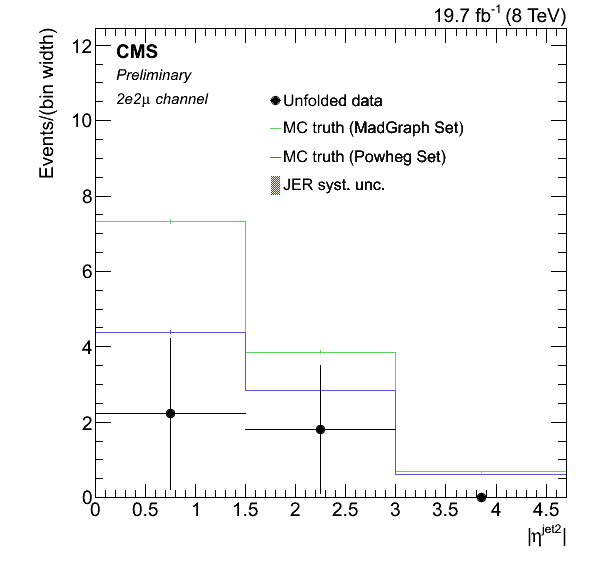 19.7 fb⁻¹ (8 TeV)
Events/(bin width)
12
10
8
6
4
2
0
CMS
Preliminary
2e2μ channel
Unfolded data
MC truth (MadGraph Set)
MC truth (Powheg Set)
JER syst. unc.
0 0.5 1 1.5 2 2.5 3 3.5 4 4.5
|η^jet2|